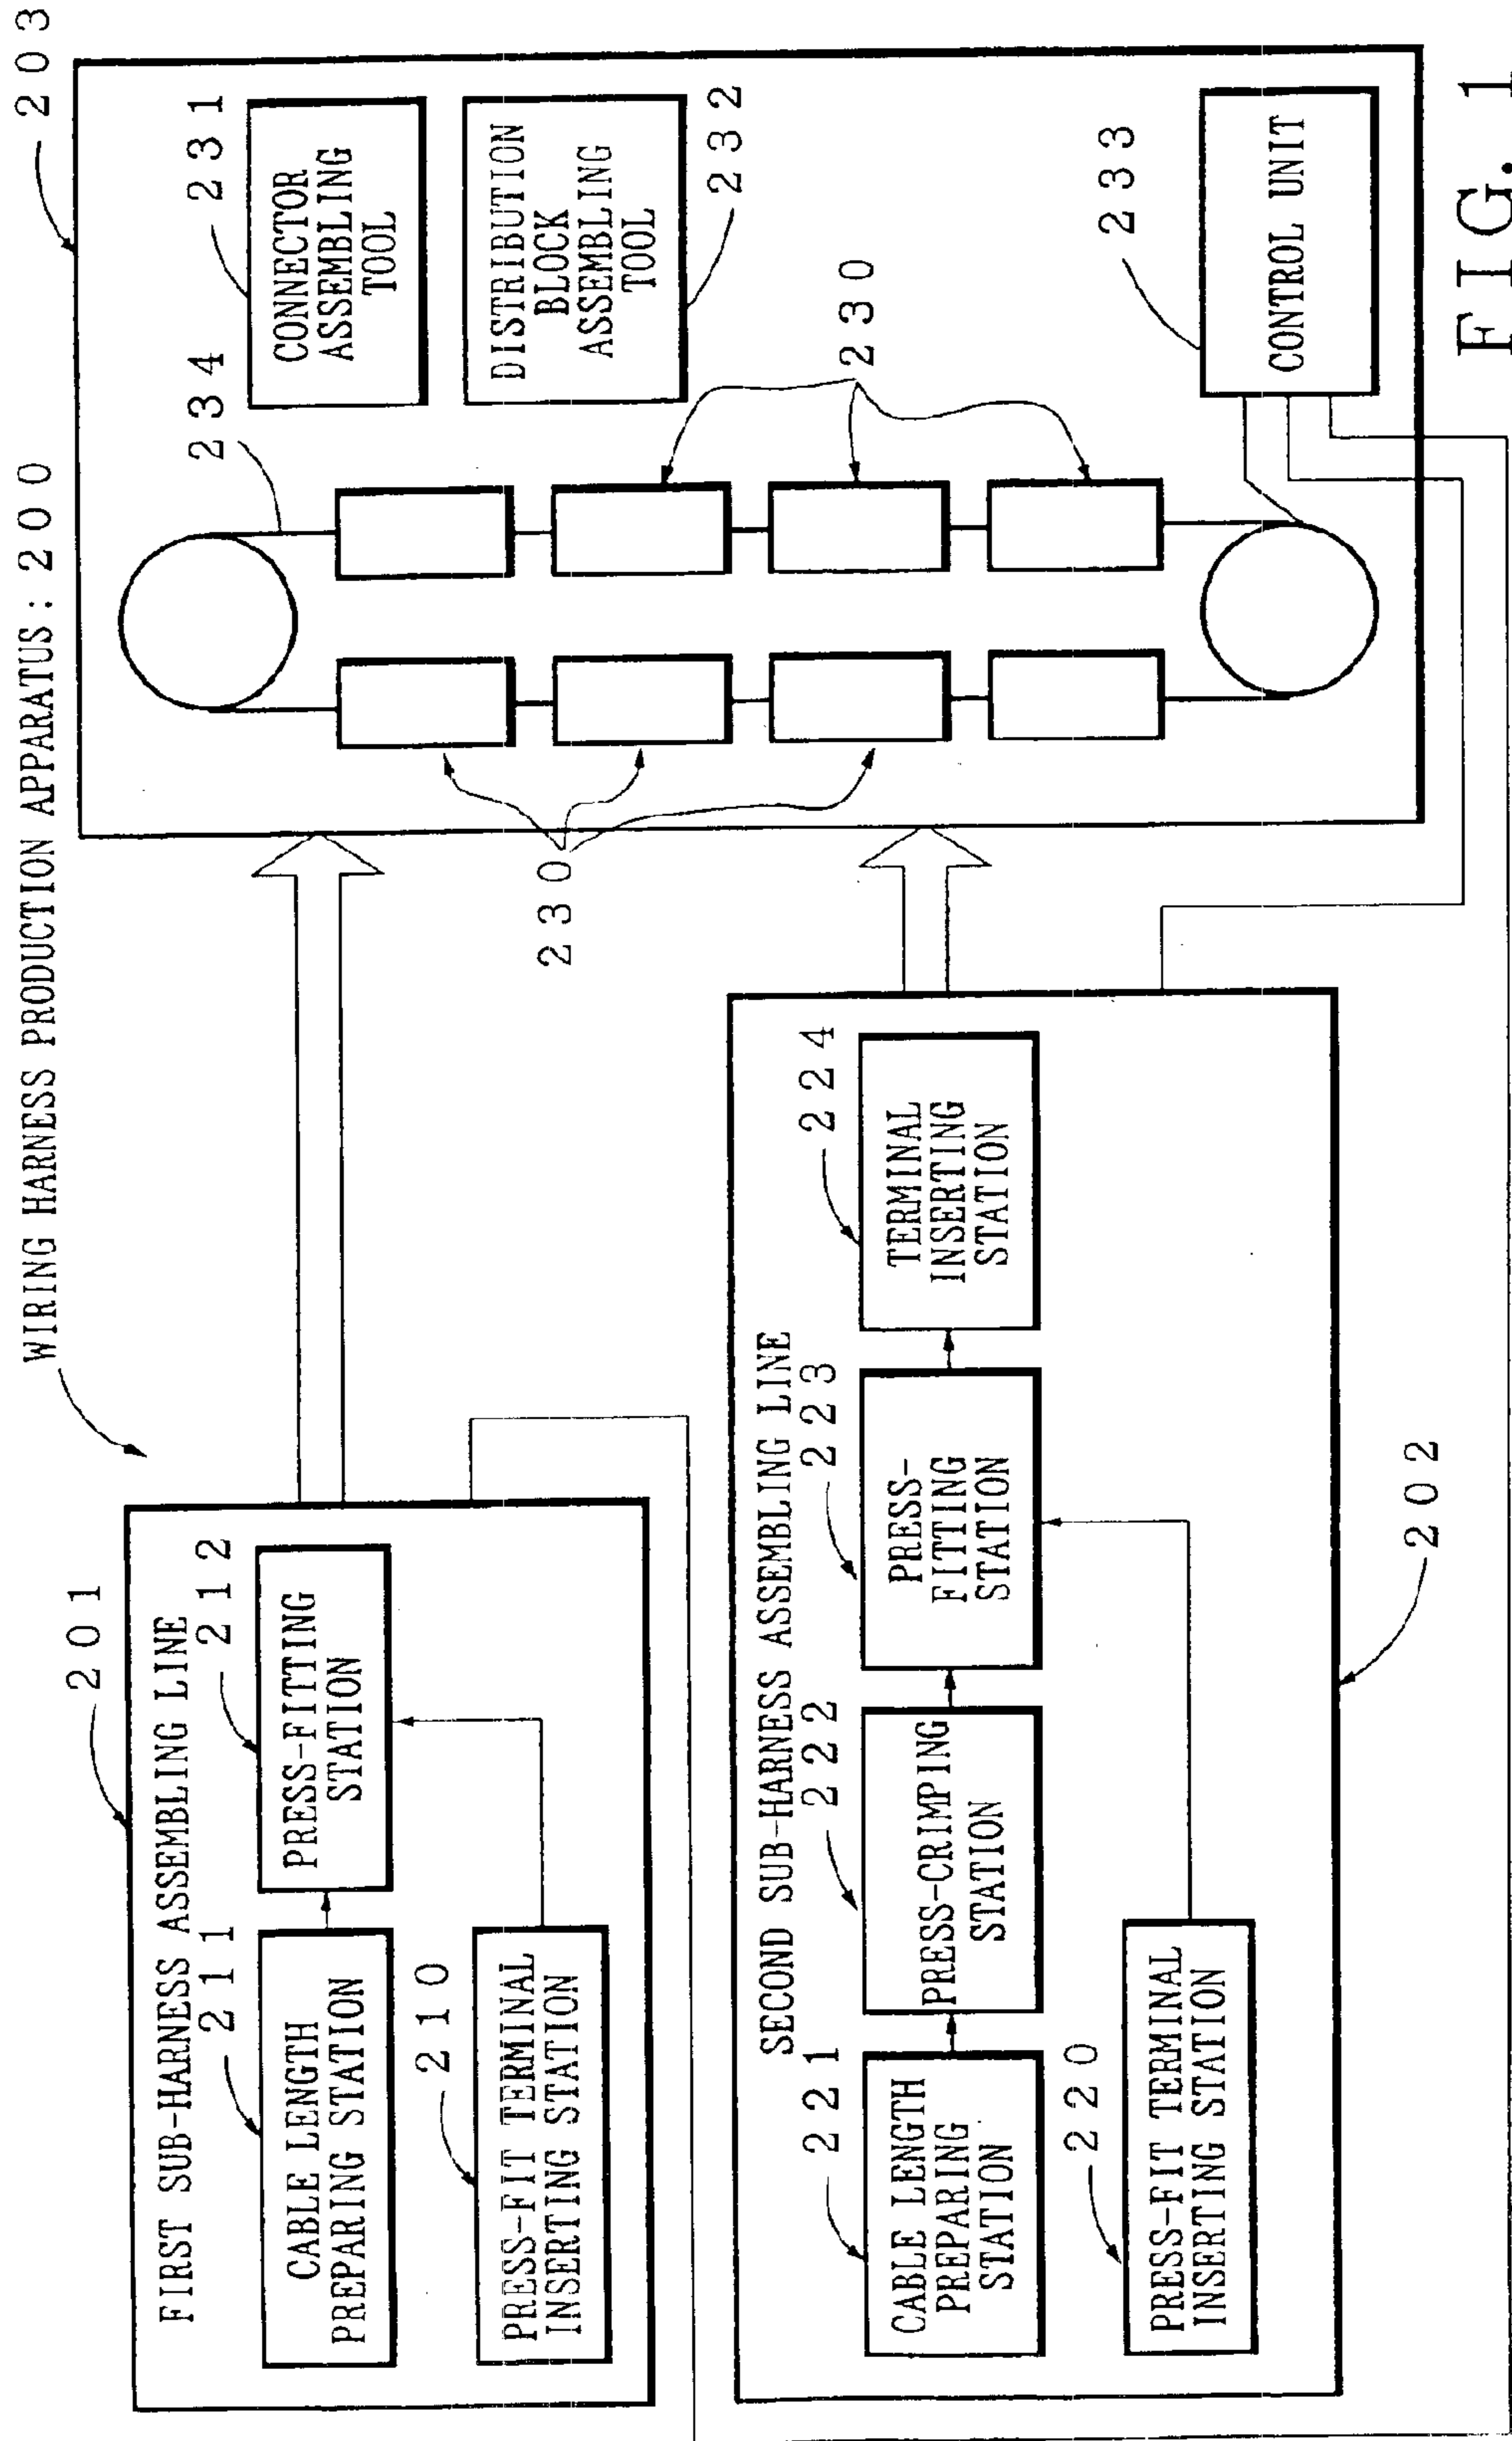 WIRING HARNESS PRODUCTION APPARATUS: 200
203
201
FIRST SUB-HARNESS ASSEMBLING LINE
211
212
CABLE LENGTH
PREPARING STATION
PRESS-FITTING
STATION
210
PRESS-FIT TERMINAL
INSERTING STATION
SECOND SUB-HARNESS ASSEMBLING LINE
221
222
223
224
CABLE LENGTH
PREPARING
STATION
PRESS-CRIMPING
STATION
PRESS-
FITTING
STATION
TERMINAL
INSERTING
STATION
220
PRESS-FIT TERMINAL
INSERTING STATION
202
234
231
CONNECTOR
ASSEMBLING
TOOL
DISTRIBUTION
BLOCK
ASSEMBLING
TOOL
232
230
230
233
CONTROL UNIT
FIG. 1